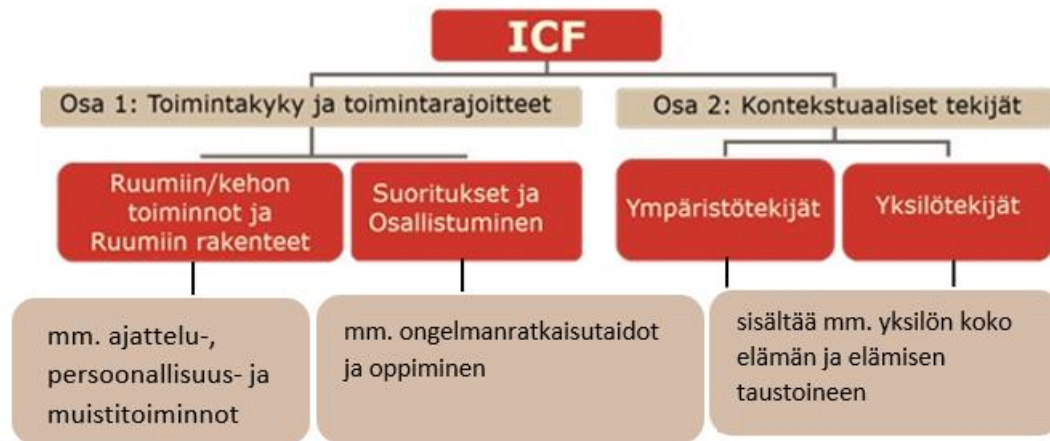 ICF
Osa 1: Toimintakyky ja toimintarajoitteet
Osa 2: Kontekstuaaliset tekijät
Ruumiin/kehon
toiminnot ja
Ruumiin rakenteet
Suoritukset ja
Osallistuminen
Ympäristötekijät
Yksilötekijät
mm. ajattelu-,
persoonallisuus- ja
muistitoiminnot
mm. ongelmanratkaisutaidot
ja oppiminen
sisältää mm. yksilön koko
elämän ja elämisen
taustoineen